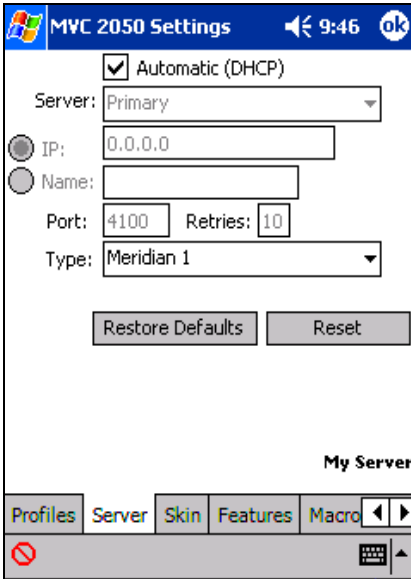 MVC 2050 Settings 9:46 ok
Automatic (DHCP)
Server: Primary
IP: 0.0.0.0
Name:
Port: 4100 Retries: 10
Type: Meridian 1
Restore Defaults Reset
My Server
Profiles Server Skin Features Macro